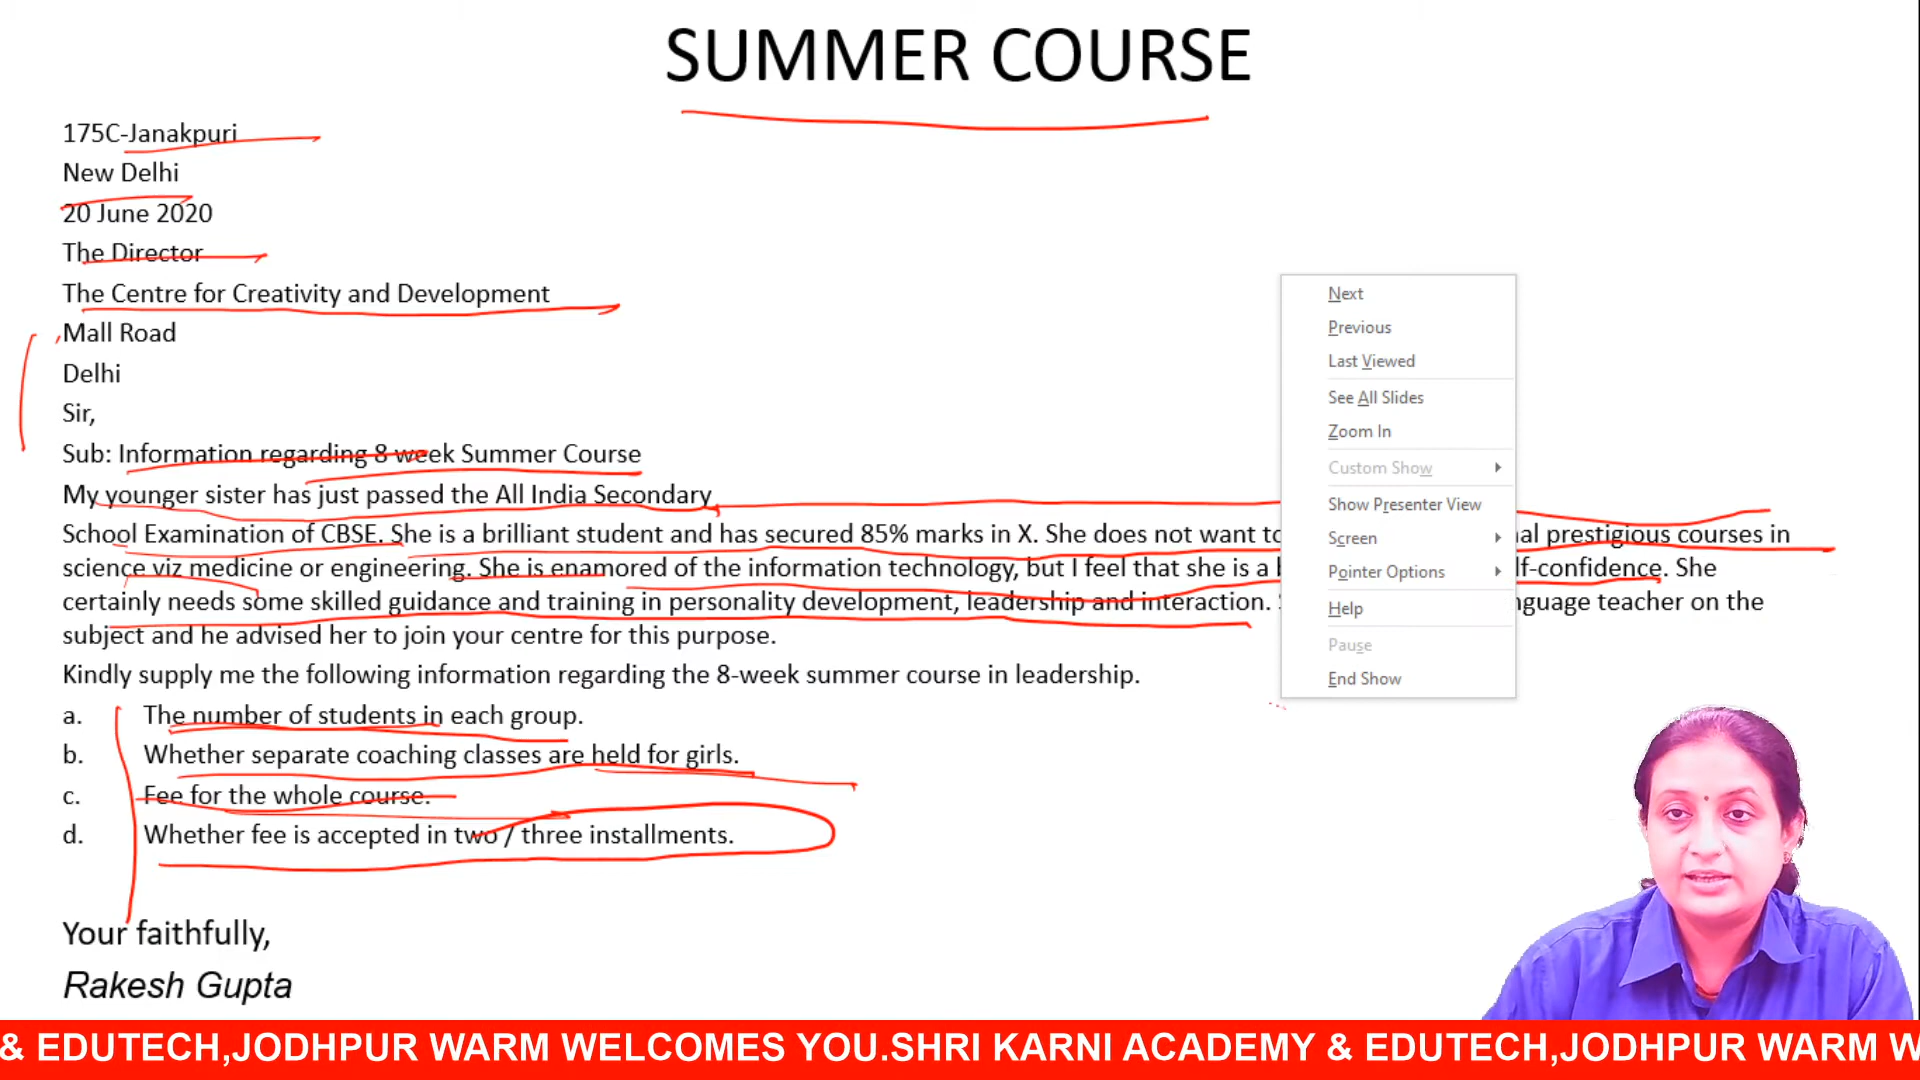 SUMMER COURSE
175C-Janakpuri
New Delhi
20 June 2020
The Director
The Centre for Creativity and Development
Mall Road
Delhi
Sir,
Sub: Information regarding 8 week Summer Course
My younger sister has just passed the All India Secondary
School Examination of CBSE. She is a brilliant student and has secured 85% marks in X. She does not want to prestigious courses in
science viz medicine or engineering. She is enamored of the information technology, but I feel that she is a confidence. She
certainly needs some skilled guidance and training in personality development, leadership and interaction. teacher on the
subject and he advised her to join your centre for this purpose.
Kindly supply me the following information regarding the 8-week summer course in leadership.
a. The number of students in each group.
b. Whether separate coaching classes are held for girls.
c. Fee for the whole course.
d. Whether fee is accepted in two / three installments.
Your faithfully,
Rakesh Gupta
Next
Previous
Last Viewed
See All Slides
Zoom In
Custom Show
Show Presenter View
Screen
Pointer Options
Help
Pause
End Show
& EDUTECH,JODHPUR WARM WELCOMES YOU.SHRI KARNI ACADEMY & EDUTECH,JODHPUR WARM W